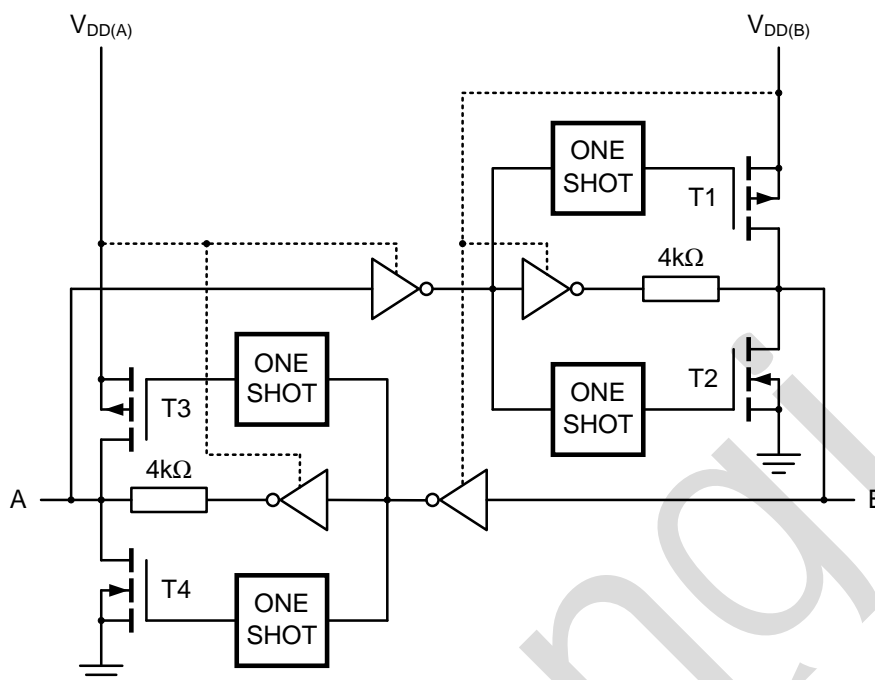 VDD(A)
VDD(B)
ONE
SHOT
T1
4kΩ
ONE
SHOT
T2
ONE
SHOT
T3
4kΩ
A
B
T4
ONE
SHOT